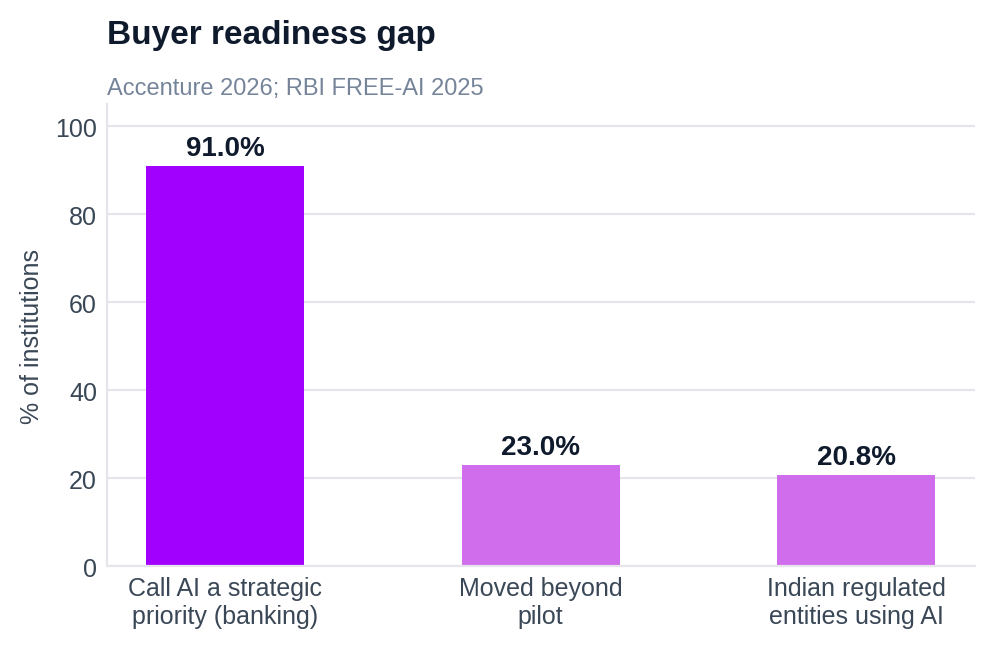 Buyer readiness gap
Accenture 2026; RBI FREE-AI 2025
% of institutions
100
80
60
40
20
0
91.0%
23.0%
20.8%
Call AI a strategic
priority (banking)
Moved beyond
pilot
Indian regulated
entities using AI